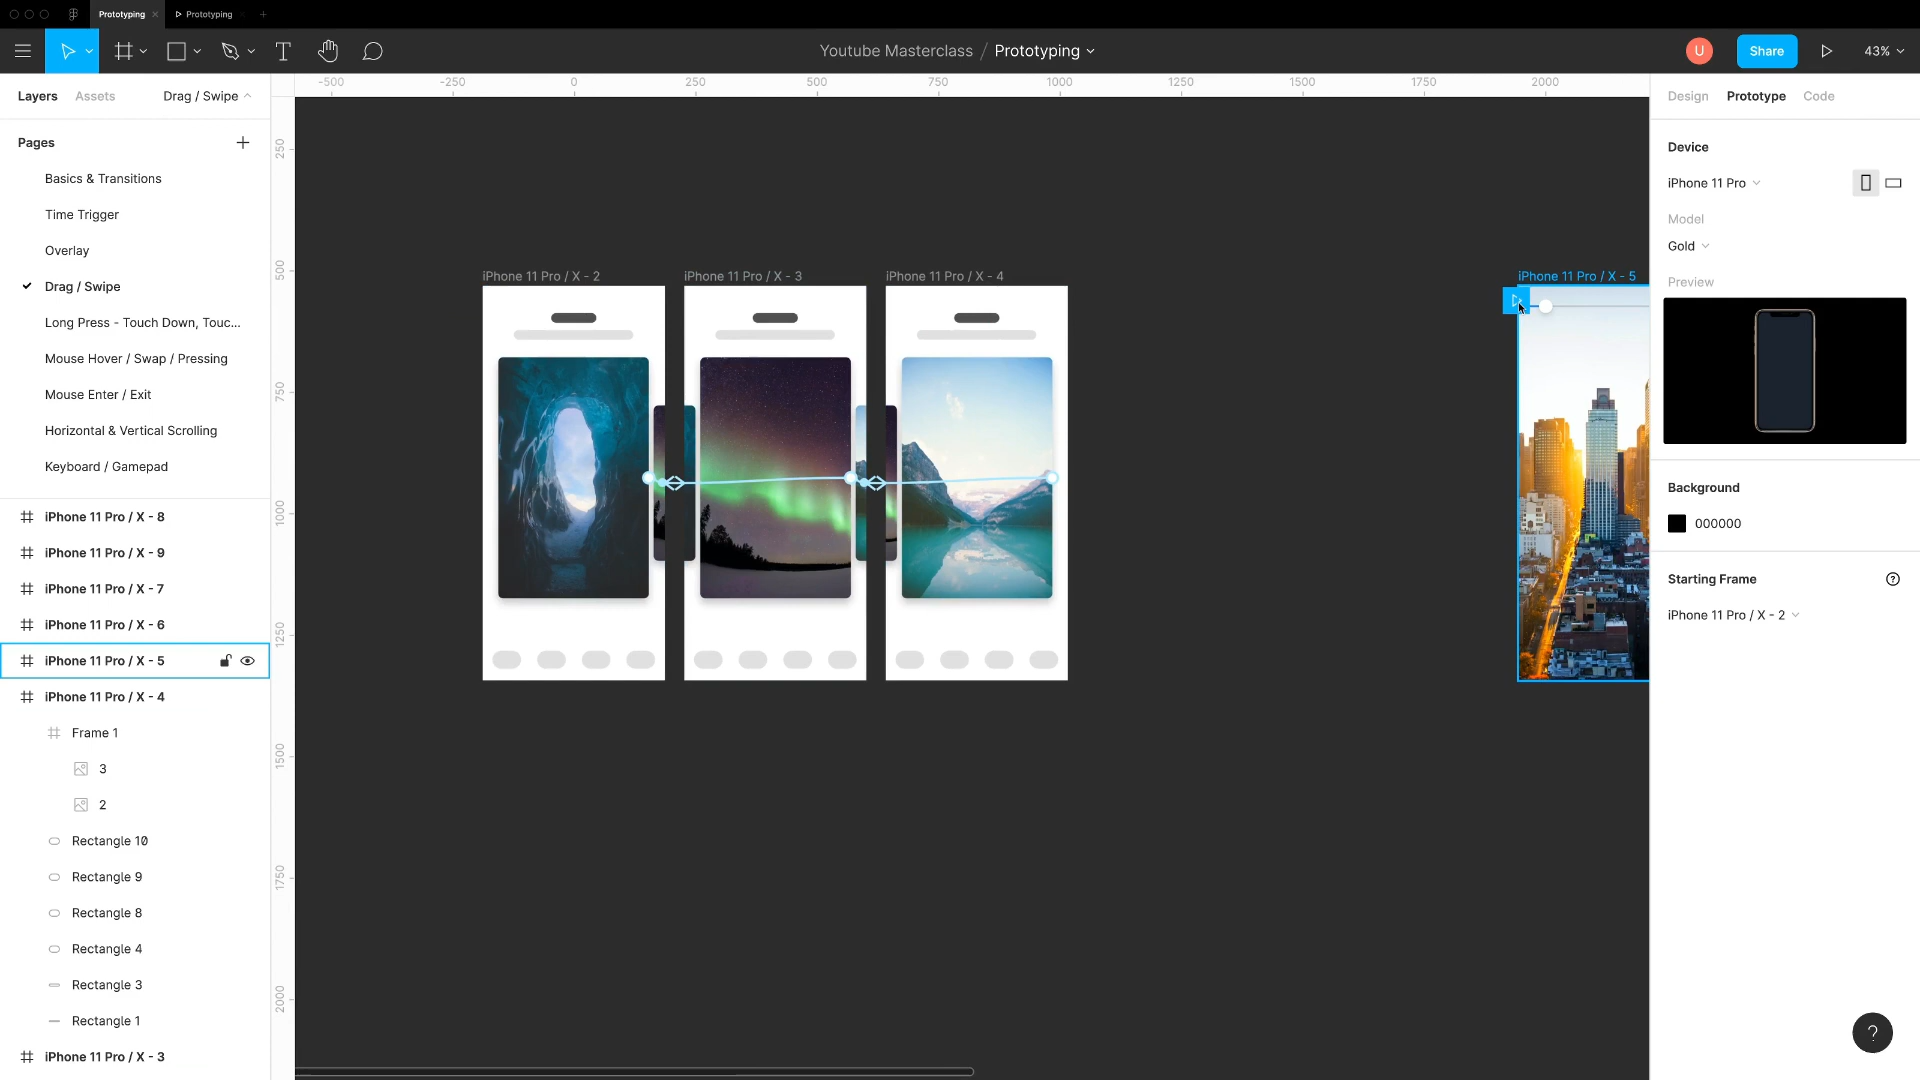 Prototyping
Prototyping
Youtube Masterclass / Prototyping
U
Share
43%
Layers
Assets
Drag / Swipe
-500
-250
0
250
500
750
1000
1250
1500
1750
2000
Design
Prototype
Code
Pages
Basics & Transitions
Time Trigger
Overlay
Drag / Swipe
Long Press - Touch Down, Touc...
Mouse Hover / Swap / Pressing
Mouse Enter / Exit
Horizontal & Vertical Scrolling
Keyboard / Gamepad
iPhone 11 Pro / X - 8
iPhone 11 Pro / X - 9
iPhone 11 Pro / X - 7
iPhone 11 Pro / X - 6
iPhone 11 Pro / X - 5
iPhone 11 Pro / X - 4
Frame 1
3
2
Rectangle 10
Rectangle 9
Rectangle 8
Rectangle 4
Rectangle 3
Rectangle 1
iPhone 11 Pro / X - 3
250
500
750
1000
1250
1500
1750
2000
iPhone 11 Pro / X - 2
iPhone 11 Pro / X - 3
iPhone 11 Pro / X - 4
iPhone 11 Pro / X - 5
Device
iPhone 11 Pro
Model
Gold
Preview
Background
000000
Starting Frame
?
iPhone 11 Pro / X - 2
?